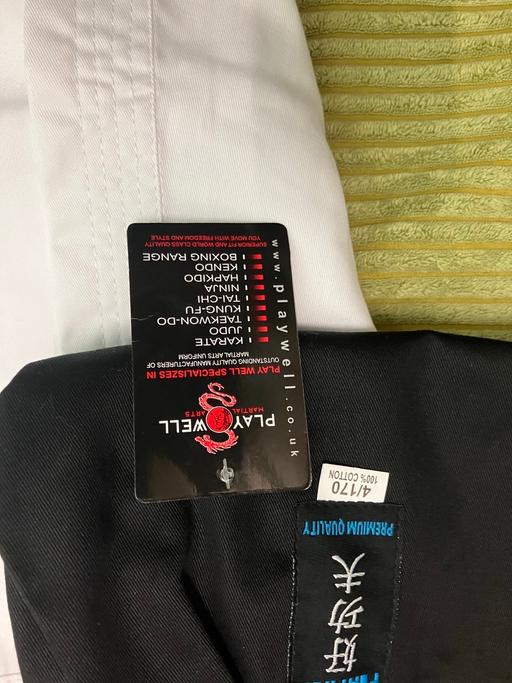 PLAY WELL
MARTIAL ARTS
PLAY WELL SPECIALISZES IN
OUTSTANDING QUALITY MANUFACTURERS OF
MARTIAL ARTS UNIFORM
KARATE
JUDO
TAEKWON-DO
KUNG-FU
TAI-CHI
NINJA
HAPKIDO
KENDO
BOXING RANGE
SUPERIOR FIT AND WORLD CLASS QUALITY
YOU MOVE WITH FREEDOM AND STYLE
www.playwell.co.uk
4/170
100% COTTON
PREMIUM QUALITY
好功夫